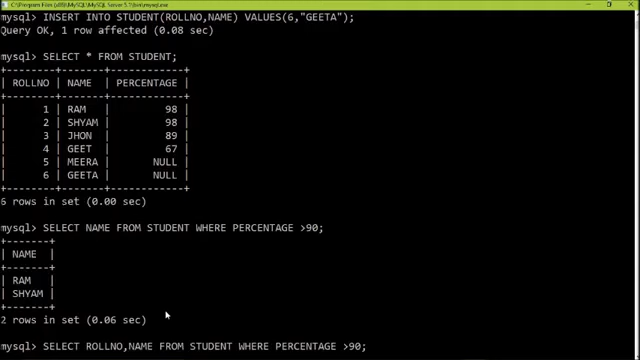 C:\Program Files (x86)\MySQL\MySQL Server 5.1\bin\mysql.exe
mysql> INSERT INTO STUDENT(ROLLNO,NAME) VALUES(6,"GEETA");
Query OK, 1 row affected (0.08 sec)
mysql> SELECT * FROM STUDENT;
+--------+-------+------------+
| ROLLNO | NAME  | PERCENTAGE |
+--------+-------+------------+
|      1 | RAM   |         98 |
|      2 | SHYAM |         98 |
|      3 | JHON  |         89 |
|      4 | GEET  |         67 |
|      5 | MEERA |       NULL |
|      6 | GEETA |       NULL |
+--------+-------+------------+
6 rows in set (0.00 sec)
mysql> SELECT NAME FROM STUDENT WHERE PERCENTAGE >90;
+-------+
| NAME  |
+-------+
| RAM   |
| SHYAM |
+-------+
2 rows in set (0.06 sec)
mysql> SELECT ROLLNO,NAME FROM STUDENT WHERE PERCENTAGE >90;